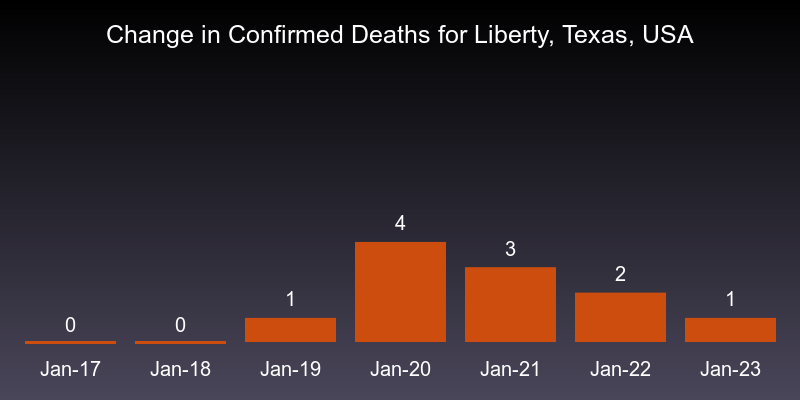 Change in Confirmed Deaths for Liberty, Texas, USA
0 0 1 4 3 2 1
Jan-17 Jan-18 Jan-19 Jan-20 Jan-21 Jan-22 Jan-23